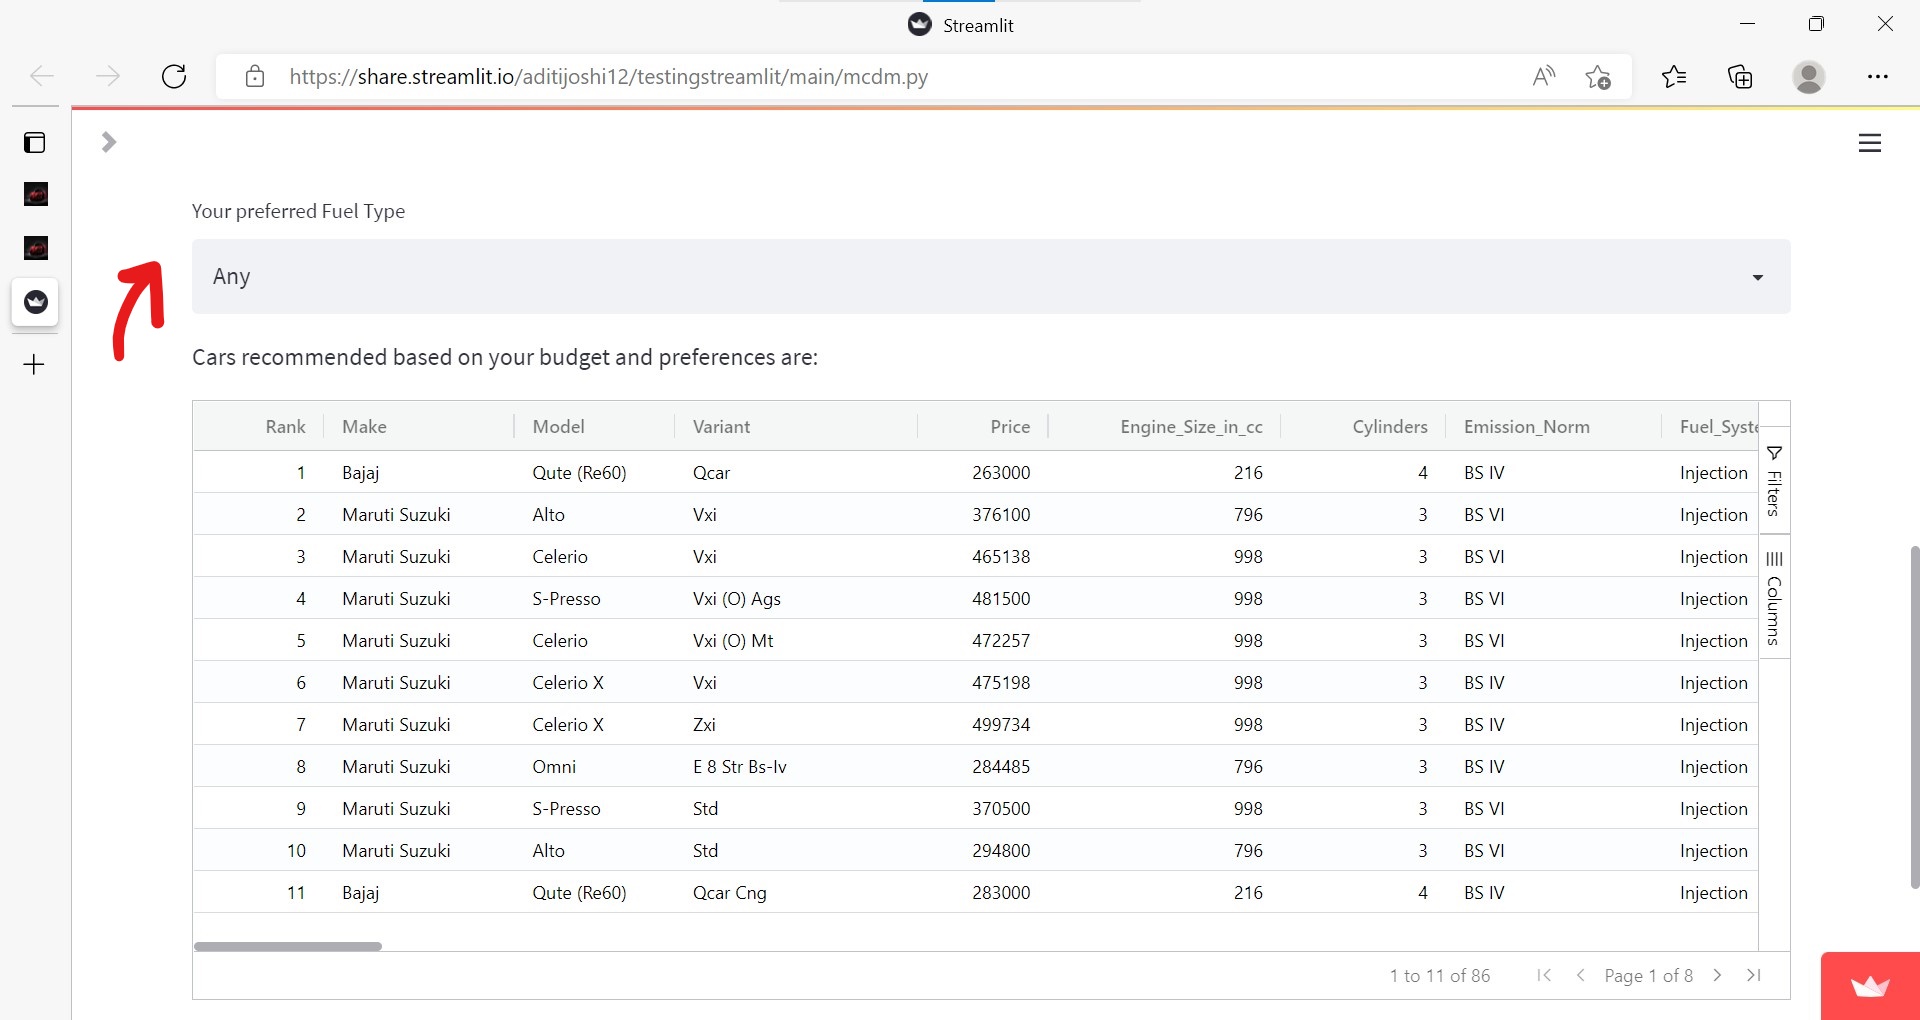 Streamlit
https://share.streamlit.io/aditijoshi12/testingstreamlit/main/mcdm.py
Your preferred Fuel Type
Any
Cars recommended based on your budget and preferences are:
Rank Make Model Variant Price Engine_Size_in_cc Cylinders Emission_Norm Fuel_Syste
1 Bajaj Qute (Re60) Qcar 263000 216 4 BS IV Injection
2 Maruti Suzuki Alto Vxi 376100 796 3 BS VI Injection
3 Maruti Suzuki Celerio Vxi 465138 998 3 BS VI Injection
4 Maruti Suzuki S-Presso Vxi (O) Ags 481500 998 3 BS VI Injection
5 Maruti Suzuki Celerio Vxi (O) Mt 472257 998 3 BS VI Injection
6 Maruti Suzuki Celerio X Vxi 475198 998 3 BS IV Injection
7 Maruti Suzuki Celerio X Zxi 499734 998 3 BS IV Injection
8 Maruti Suzuki Omni E 8 Str Bs-Iv 284485 796 3 BS IV Injection
9 Maruti Suzuki S-Presso Std 370500 998 3 BS VI Injection
10 Maruti Suzuki Alto Std 294800 796 3 BS VI Injection
11 Bajaj Qute (Re60) Qcar Cng 283000 216 4 BS IV Injection
Filters
Columns
1 to 11 of 86 Page 1 of 8